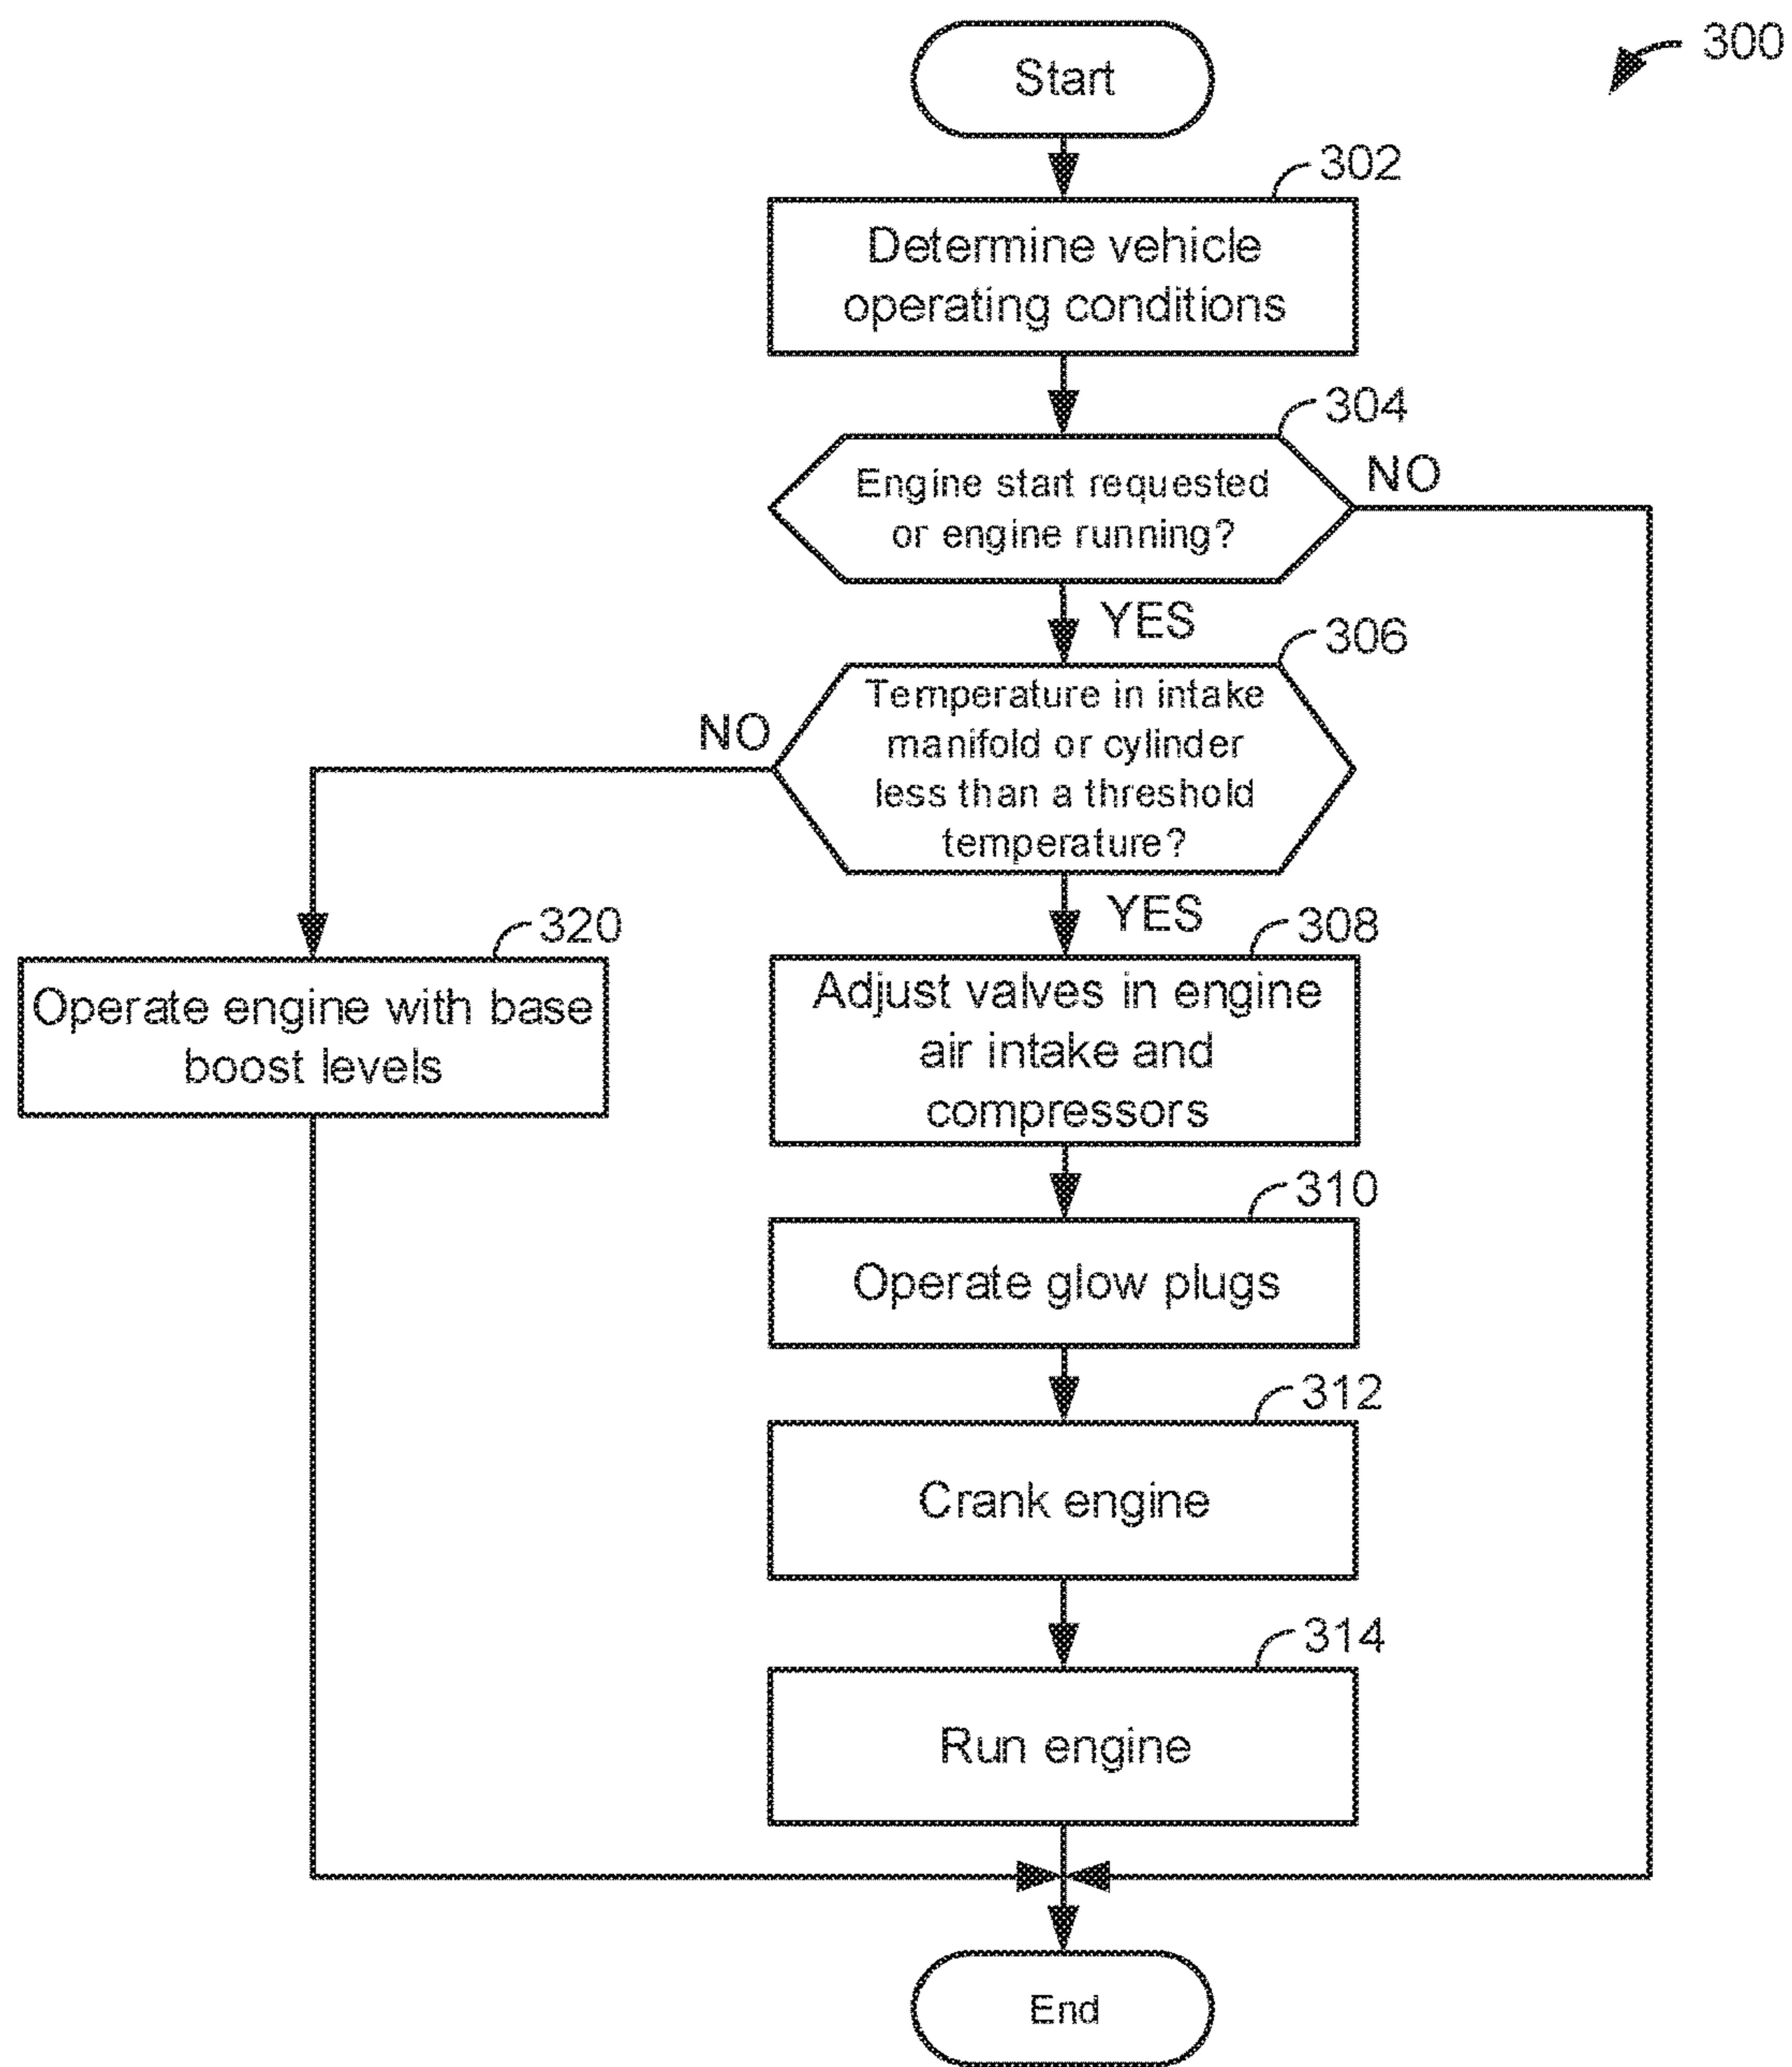 300
Start
302
Determine vehicle
operating conditions
304
Engine start requested
or engine running?
NO
YES
306
Temperature in intake
manifold or cylinder
less than a threshold
temperature?
NO
YES
320
Operate engine with base
boost levels
308
Adjust valves in engine
air intake and
compressors
310
Operate glow plugs
312
Crank engine
314
Run engine
End